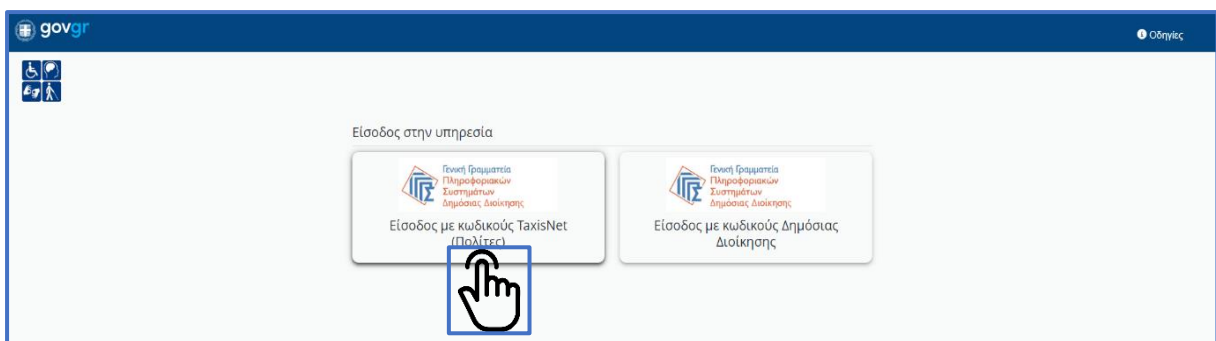 govgr
Οδηγίες
Είσοδος στην υπηρεσία
Γενική Γραμματεία
Πληροφοριακών
Συστημάτων
Δημόσιας Διοίκησης
Είσοδος με κωδικούς TaxisNet
(Πολίτες)
Γενική Γραμματεία
Πληροφοριακών
Συστημάτων
Δημόσιας Διοίκησης
Είσοδος με κωδικούς Δημόσιας
Διοίκησης